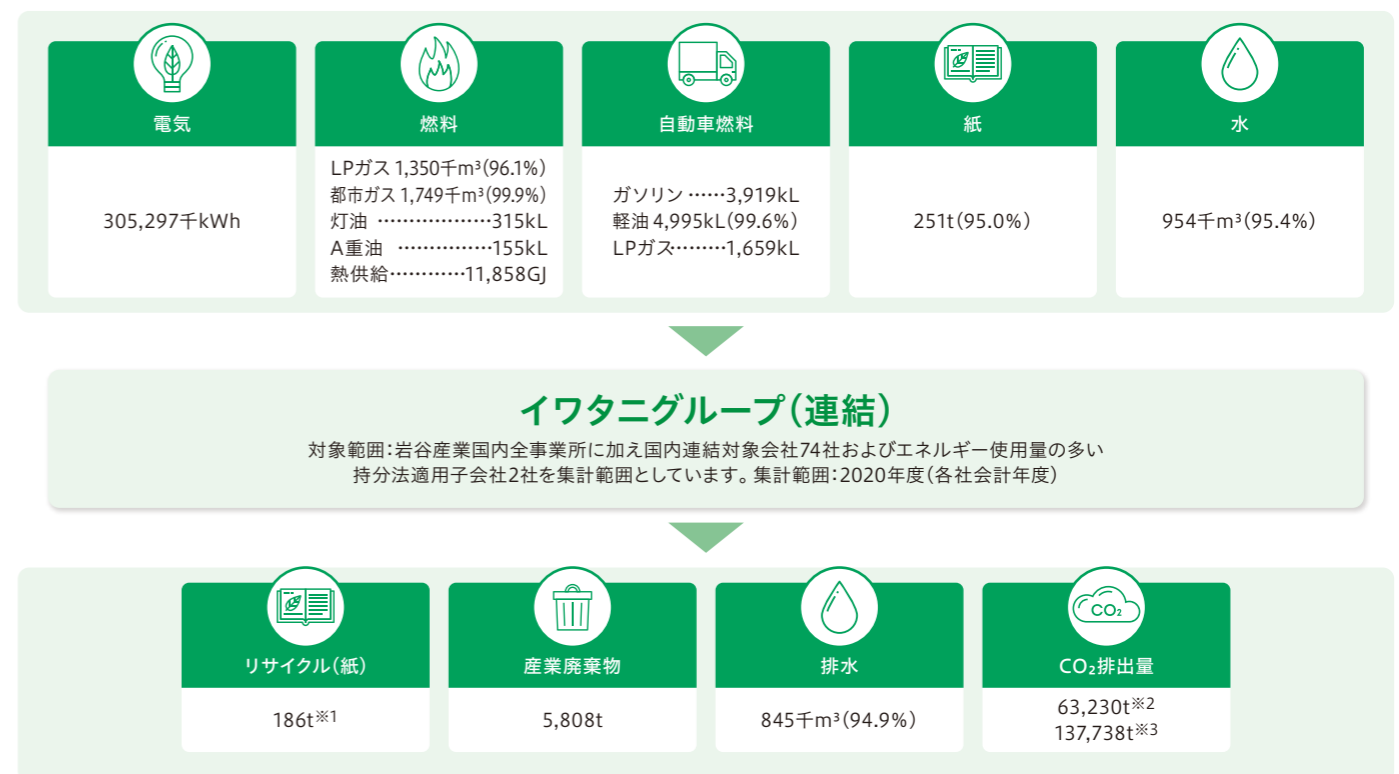 電気
305,297千kWh
燃料
LPガス 1,350千m³(96.1%)
都市ガス 1,749千m³(99.9%)
灯油 ………………315kL
A重油 ……………155kL
熱供給…………11,858GJ
自動車燃料
ガソリン ……3,919kL
軽油 4,995kL(99.6%)
LPガス………1,659kL
紙
251t(95.0%)
水
954千m³(95.4%)
イワタニグループ(連結)
対象範囲:岩谷産業国内全事業所に加え国内連結対象会社74社およびエネルギー使用量の多い
持分法適用子会社2社を集計範囲としています。集計範囲:2020年度(各社会計年度)
リサイクル(紙)
186t※1
産業廃棄物
5,808t
排水
845千m³(94.9%)
CO₂
CO₂排出量
63,230t※2
137,738t※3